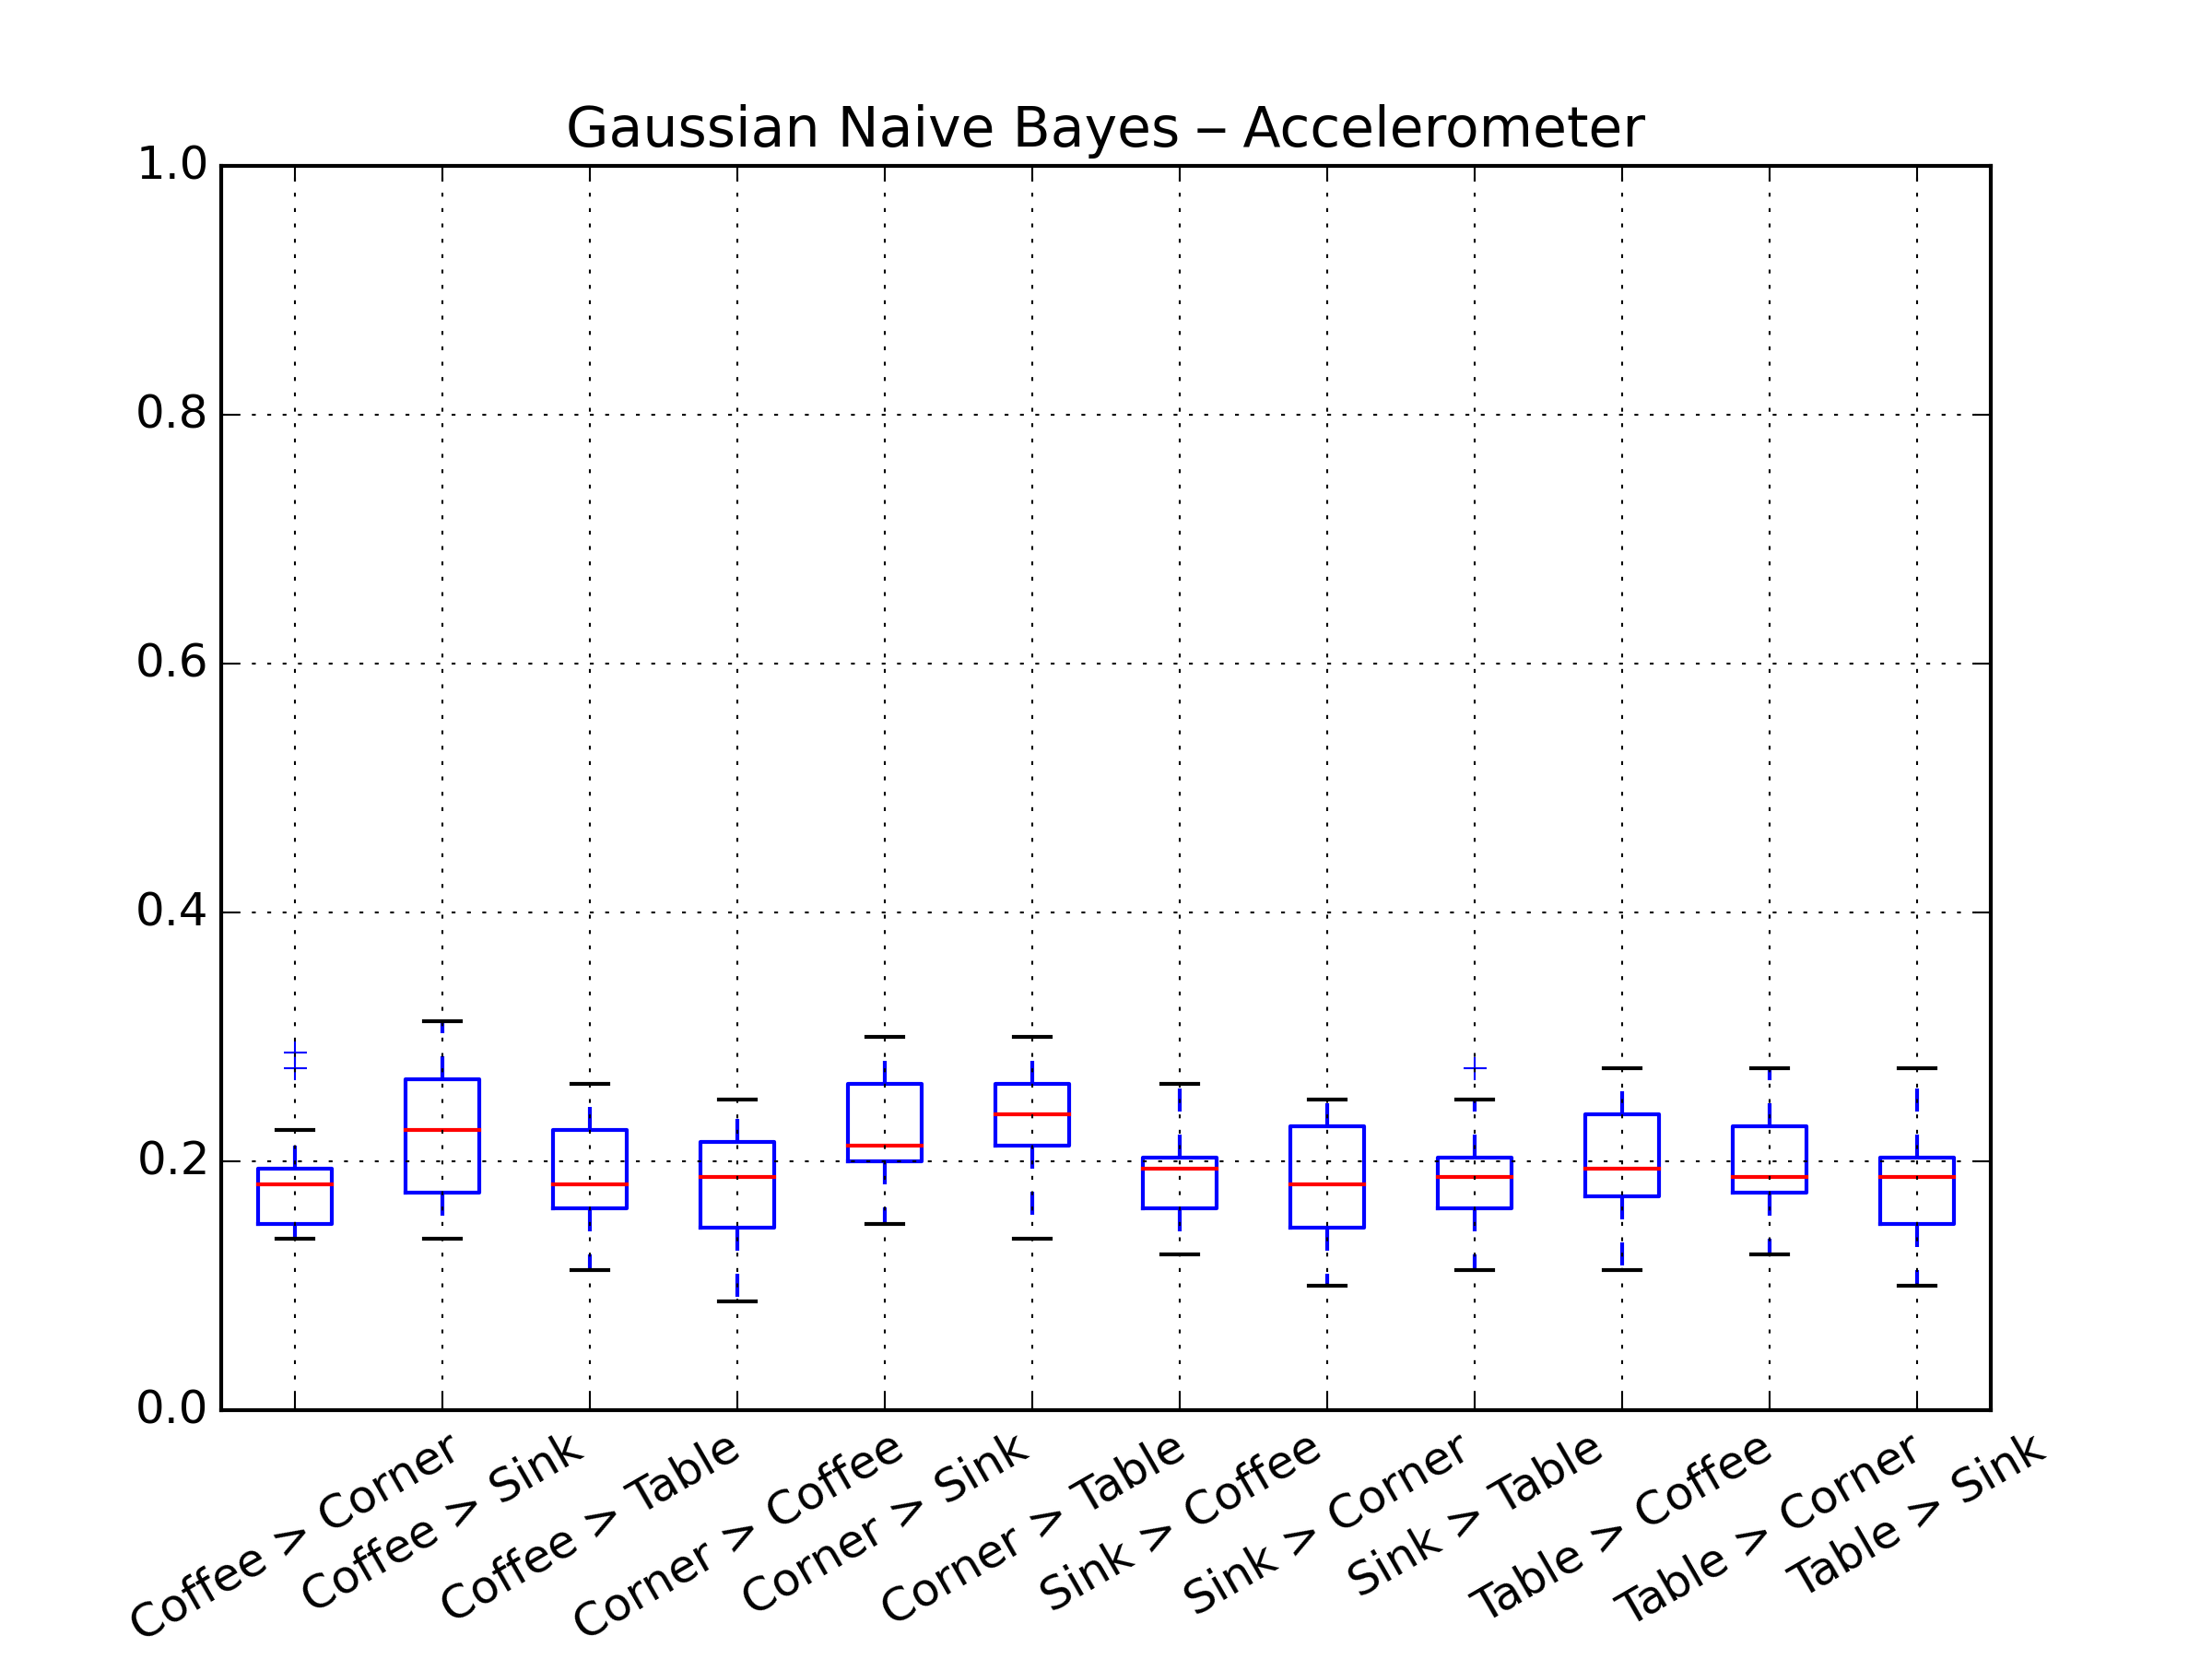 Gaussian Naive Bayes – Accelerometer
1.0
0.8
0.6
0.4
0.2
0.0
Coffee > Corner
Coffee > Sink
Coffee > Table
Corner > Coffee
Corner > Sink
Corner > Table
Sink > Coffee
Sink > Corner
Sink > Table
Table > Coffee
Table > Corner
Table > Sink